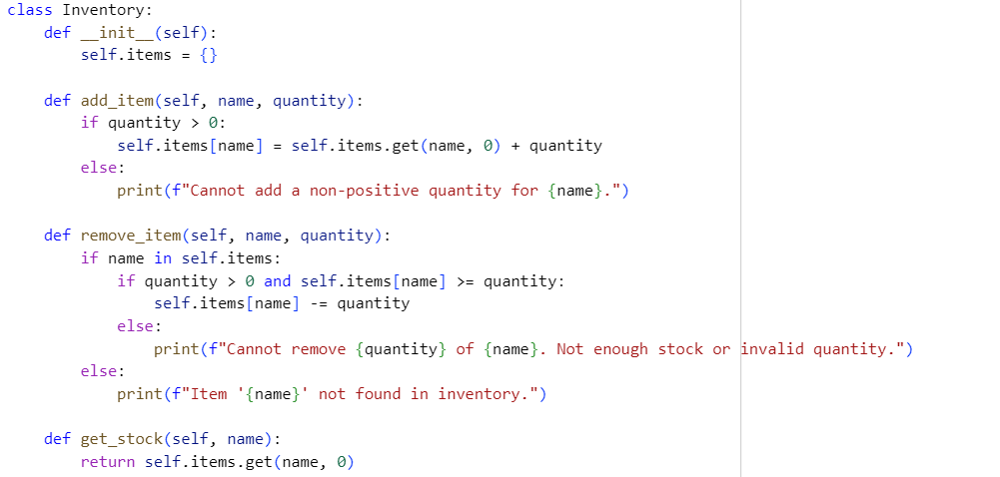 class Inventory:
    def __init__(self):
        self.items = {}

    def add_item(self, name, quantity):
        if quantity > 0:
            self.items[name] = self.items.get(name, 0) + quantity
        else:
            print(f"Cannot add a non-positive quantity for {name}.")

    def remove_item(self, name, quantity):
        if name in self.items:
            if quantity > 0 and self.items[name] >= quantity:
                self.items[name] -= quantity
            else:
                print(f"Cannot remove {quantity} of {name}. Not enough stock or invalid quantity.")
        else:
            print(f"Item '{name}' not found in inventory.")

    def get_stock(self, name):
        return self.items.get(name, 0)